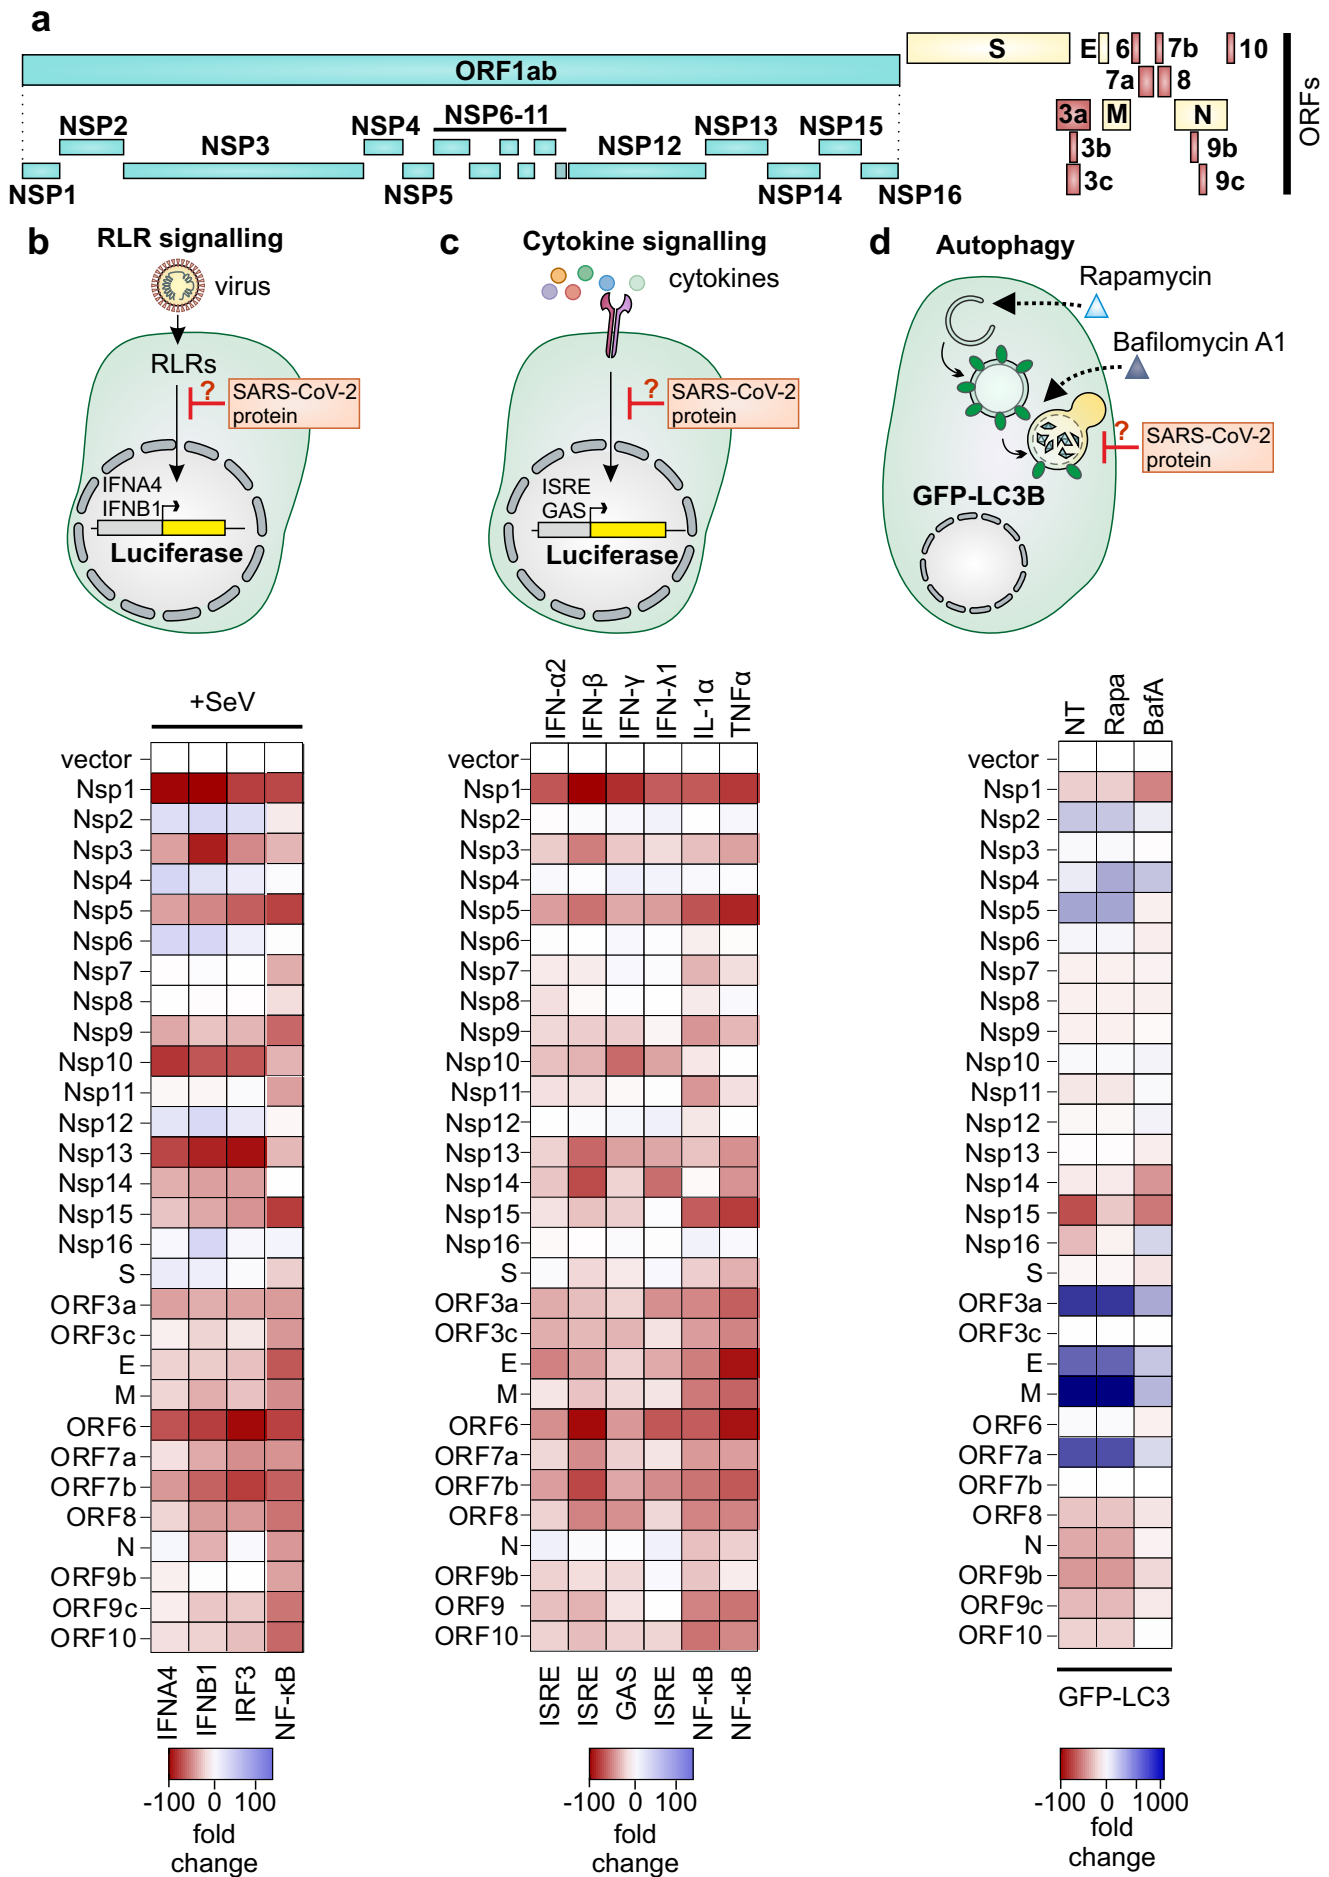 a
ORF1ab
S
E
6
7b
10
7a
8
3a
M
N
3b
9b
3c
9c
ORFs
NSP2
NSP4
NSP6-11
NSP13
NSP15
NSP3
NSP12
NSP1
NSP5
NSP14
NSP16
b
RLR signalling
virus
RLRs
?
SARS-CoV-2
protein
IFNA4
IFNB1
Luciferase
c
Cytokine signalling
cytokines
?
SARS-CoV-2
protein
ISRE
GAS
Luciferase
d
Autophagy
Rapamycin
Bafilomycin A1
?
SARS-CoV-2
protein
GFP-LC3B
+SeV
vector
Nsp1
Nsp2
Nsp3
Nsp4
Nsp5
Nsp6
Nsp7
Nsp8
Nsp9
Nsp10
Nsp11
Nsp12
Nsp13
Nsp14
Nsp15
Nsp16
S
ORF3a
ORF3c
E
M
ORF6
ORF7a
ORF7b
ORF8
N
ORF9b
ORF9c
ORF10
IFNA4
IFNB1
IRF3
NF-κB
-100 0 100
fold
change
IFN-α2
IFN-β
IFN-γ
IFN-λ1
IL-1α
TNFα
vector
Nsp1
Nsp2
Nsp3
Nsp4
Nsp5
Nsp6
Nsp7
Nsp8
Nsp9
Nsp10
Nsp11
Nsp12
Nsp13
Nsp14
Nsp15
Nsp16
S
ORF3a
ORF3c
E
M
ORF6
ORF7a
ORF7b
ORF8
N
ORF9b
ORF9
ORF10
ISRE
ISRE
GAS
ISRE
NF-κB
NF-κB
-100 0 100
fold
change
NT
Rapa
BafA
vector
Nsp1
Nsp2
Nsp3
Nsp4
Nsp5
Nsp6
Nsp7
Nsp8
Nsp9
Nsp10
Nsp11
Nsp12
Nsp13
Nsp14
Nsp15
Nsp16
S
ORF3a
ORF3c
E
M
ORF6
ORF7a
ORF7b
ORF8
N
ORF9b
ORF9c
ORF10
GFP-LC3
-100 0 1000
fold
change